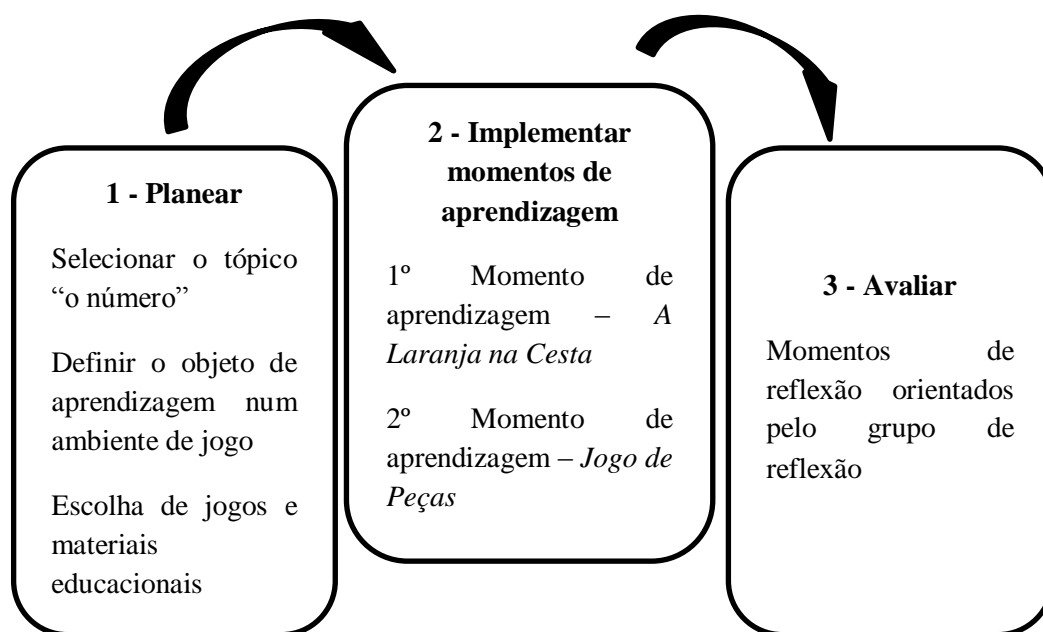 1 - Planear
Selecionar o tópico
“o número”
Definir o objeto de
aprendizagem num
ambiente de jogo
Escolha de jogos e
materiais
educacionais
2 - Implementar
momentos de
aprendizagem
1º Momento de
aprendizagem – A
Laranja na Cesta
2º Momento de
aprendizagem – Jogo de
Peças
3 - Avaliar
Momentos de
reflexão orientados
pelo grupo de
reflexão